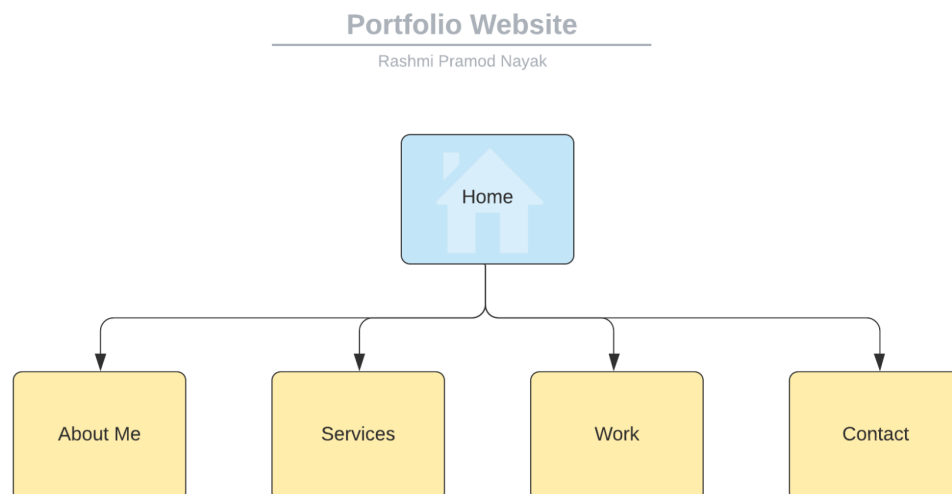 Portfolio Website
Rashmi Pramod Nayak
Home
About Me
Services
Work
Contact